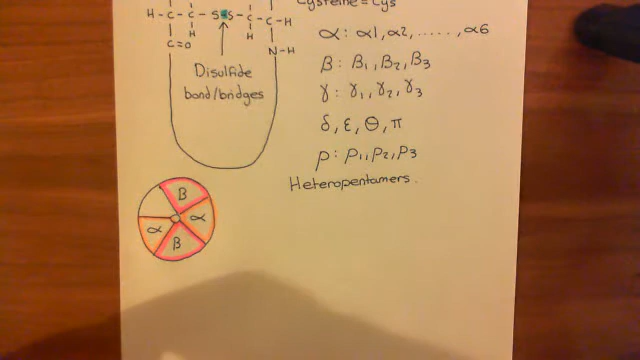 Cysteine = Cys
H-C-C-S-S-C-C-H
H
H
C=O
N-H
Disulfide
bond/bridges
α: α1, α2, ....., α6
β: β1, β2, β3
γ: γ1, γ2, γ3
δ, ε, θ, π
ρ: ρ1, ρ2, ρ3
Heteropentamers.
β
α
α
β